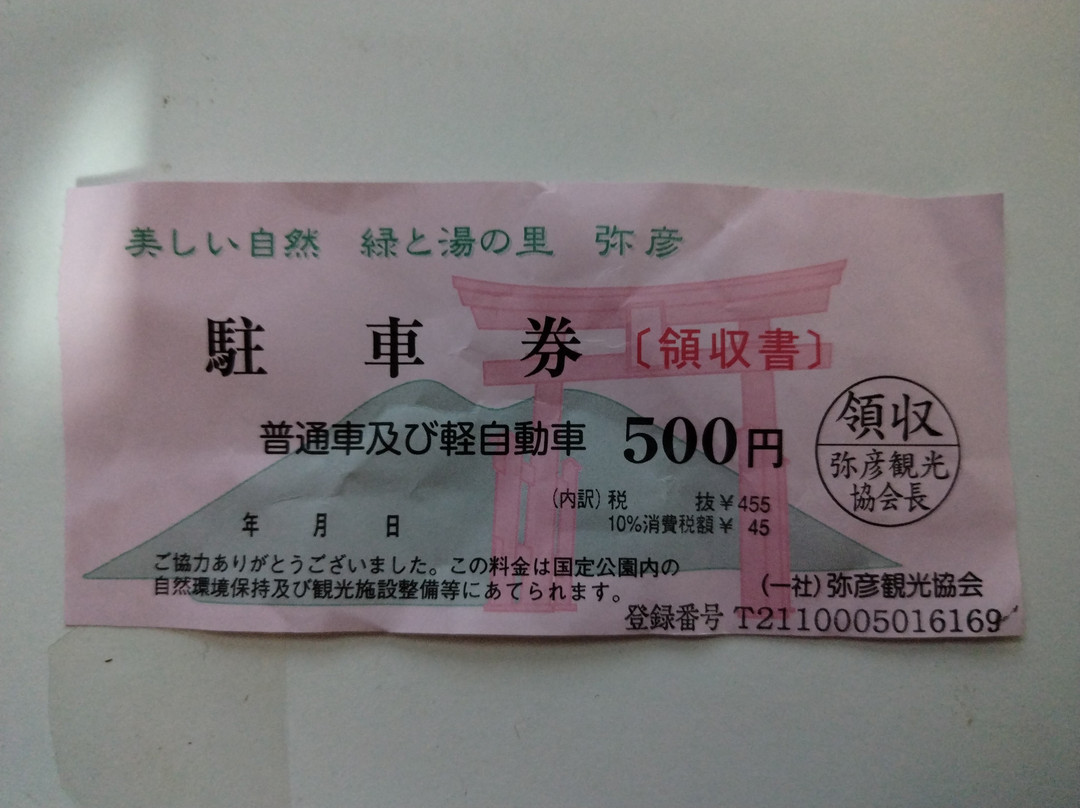 美しい自然 緑と湯の里 弥彦
駐車券〔領収書〕
普通車及び軽自動車 500円
領収
弥彦観光
協会長
(内訳)税 抜¥455
10%消費税額¥ 45
年 月 日
ご協力ありがとうございました。この料金は国定公園内の
自然環境保持及び観光施設整備等にあてられます。
(一社)弥彦観光協会
登録番号 T2110005016169